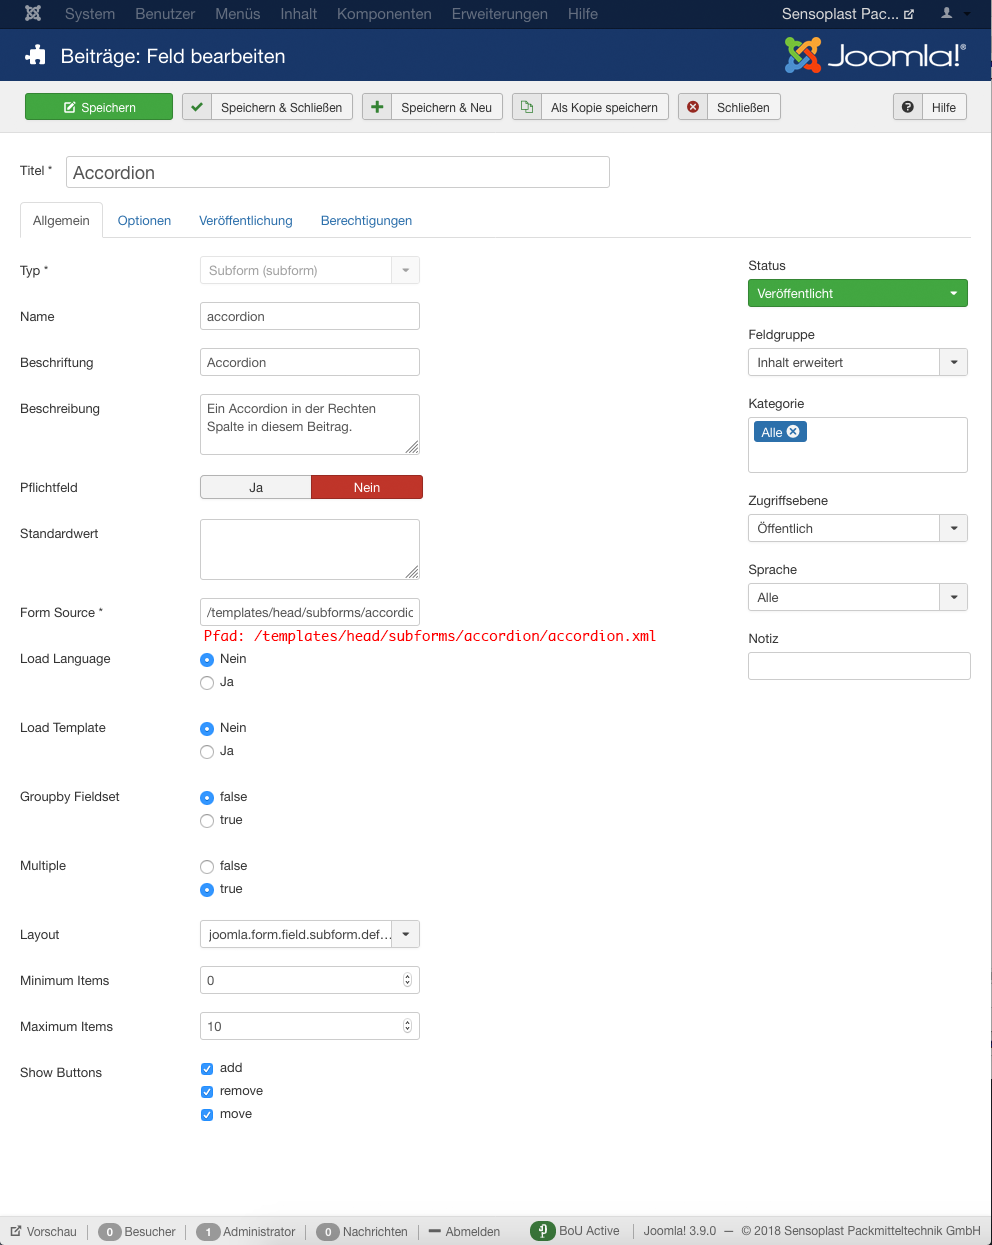 System Benutzer Menüs Inhalt Komponenten Erweiterungen Hilfe Sensoplast Pac...
Beiträge: Feld bearbeiten Joomla!®
Speichern Speichern & Schließen Speichern & Neu Als Kopie speichern Schließen Hilfe
Titel * Accordion
Allgemein Optionen Veröffentlichung Berechtigungen
Typ * Subform (subform)
Name accordion
Beschriftung Accordion
Beschreibung Ein Accordion in der Rechten
Spalte in diesem Beitrag.
Pflichtfeld Ja Nein
Standardwert
Form Source * /templates/head/subforms/accordic
Pfad: /templates/head/subforms/accordion/accordion.xml
Load Language Nein
Ja
Load Template Nein
Ja
Groupby Fieldset false
true
Multiple false
true
Layout joomla.form.field.subform.def...
Minimum Items 0
Maximum Items 10
Show Buttons add
remove
move
Status
Veröffentlicht
Feldgruppe
Inhalt erweitert
Kategorie
Alle
Zugriffsebene
Öffentlich
Sprache
Alle
Notiz
Vorschau 0 Besucher 1 Administrator 0 Nachrichten Abmelden BoU Active Joomla! 3.9.0 — © 2018 Sensoplast Packmitteltechnik GmbH